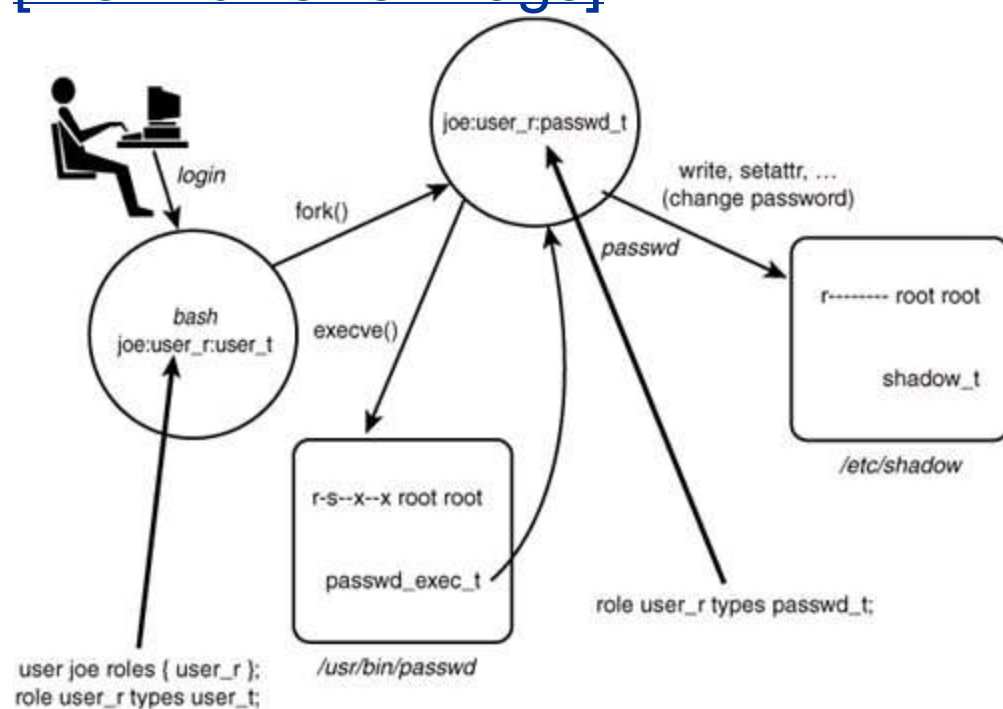 login
fork()
joe:user_r:passwd_t
write, setattr, …
(change password)
passwd
bash
joe:user_r:user_t
execve()
r-------- root root
shadow_t
/etc/shadow
r-s--x--x root root
passwd_exec_t
/usr/bin/passwd
role user_r types passwd_t;
user joe roles { user_r };
role user_r types user_t;